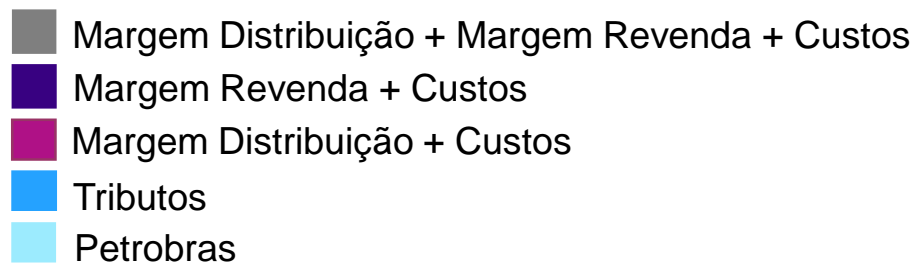 Margem Distribuição + Margem Revenda + Custos
Margem Revenda + Custos
Margem Distribuição + Custos
Tributos
Petrobras